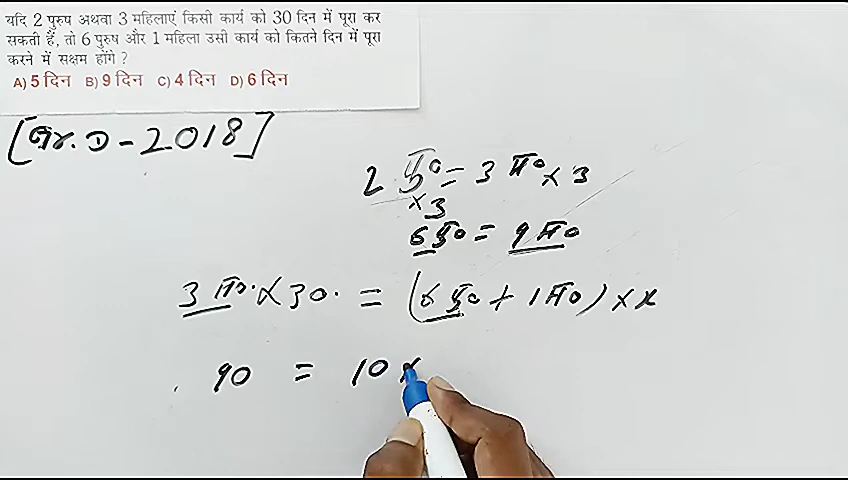 यदि 2 पुरुष अथवा 3 महिलाएं किसी कार्य को 30 दिन में पूरा कर
सकती हैं, तो 6 पुरुष और 1 महिला उसी कार्य को कितने दिन में पूरा
करने में सक्षम होंगे ?
A) 5 दिन B) 9 दिन C) 4 दिन D) 6 दिन
[Gr. D - 2018]
2 पु० = 3 म० × 3
× 3
6 पु० = 9 म०
3 म० × 30 = (6 पु० + 1 म०) × x
90 = 10 x